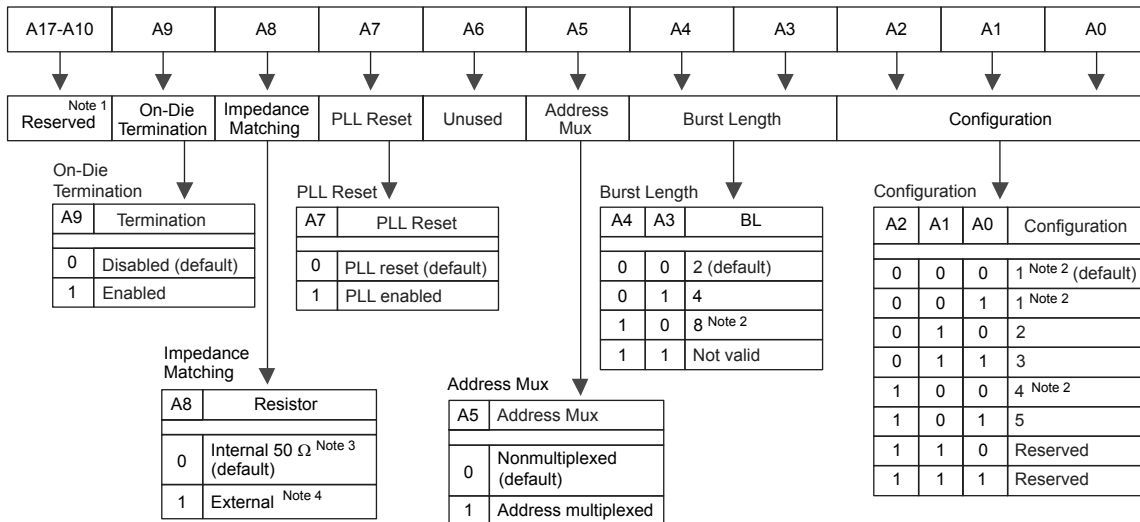 A17-A10 A9 A8 A7 A6 A5 A4 A3 A2 A1 A0
Reserved Note 1
On-Die Termination
Impedance Matching
PLL Reset
Unused
Address Mux
Burst Length
Configuration
On-Die Termination
A9 Termination
0 Disabled (default)
1 Enabled
PLL Reset
A7 PLL Reset
0 PLL reset (default)
1 PLL enabled
Burst Length
A4 A3 BL
0 0 2 (default)
0 1 4
1 0 8 Note 2
1 1 Not valid
Configuration
A2 A1 A0 Configuration
0 0 0 1 Note 2 (default)
0 0 1 1 Note 2
0 1 0 2
0 1 1 3
1 0 0 4 Note 2
1 0 1 5
1 1 0 Reserved
1 1 1 Reserved
Impedance Matching
A8 Resistor
0 Internal 50 Ω Note 3 (default)
1 External Note 4
Address Mux
A5 Address Mux
0 Nonmultiplexed (default)
1 Address multiplexed